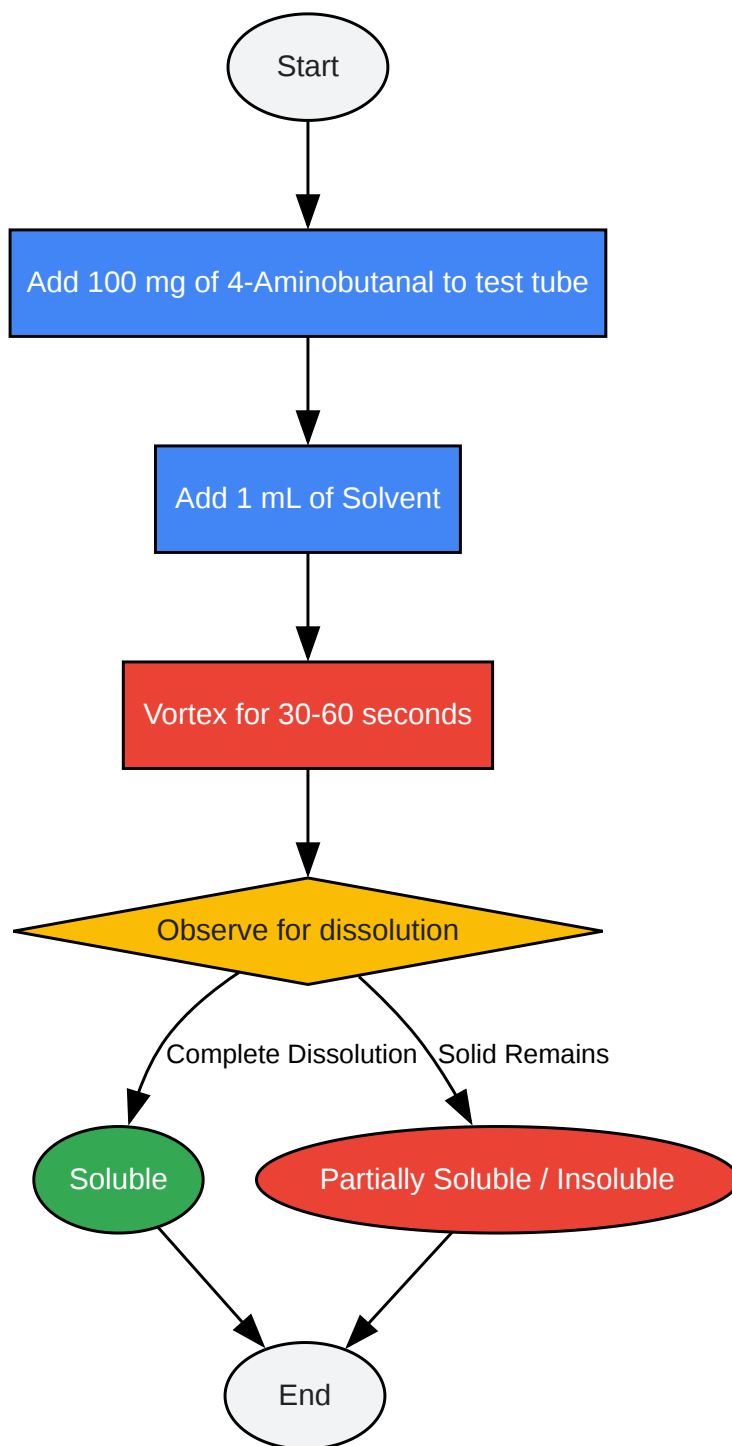 Start
Add 100 mg of 4-Aminobutanal to test tube
Add 1 mL of Solvent
Vortex for 30-60 seconds
Observe for dissolution
Complete Dissolution
Solid Remains
Soluble
Partially Soluble / Insoluble
End